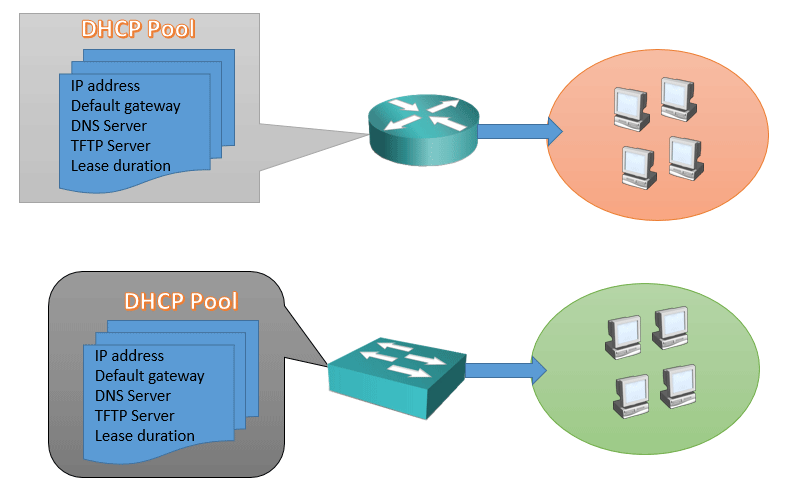 DHCP Pool
IP address
Default gateway
DNS Server
TFTP Server
Lease duration
DHCP Pool
IP address
Default gateway
DNS Server
TFTP Server
Lease duration